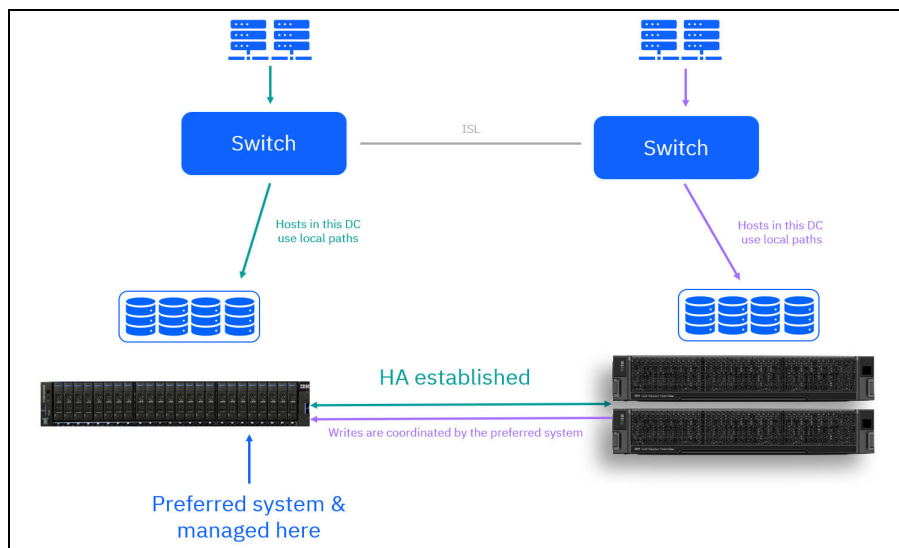 Switch
ISL
Switch
Hosts in this DC
use local paths
Hosts in this DC
use local paths
IBM
HA established
Writes are coordinated by the preferred system
Preferred system &
managed here